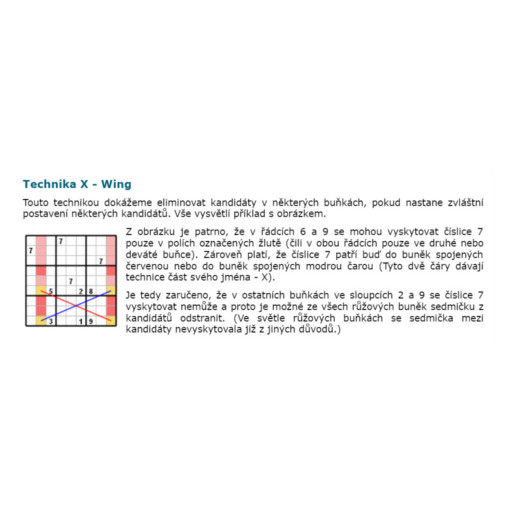 Technika X - Wing
Touto technikou dokážeme eliminovat kandidáty v některých buňkách, pokud nastane zvláštní
postavení některých kandidátů. Vše vysvětlí příklad s obrázkem.
Z obrázku je patrno, že v řádcích 6 a 9 se mohou vyskytovat číslice 7
pouze v polích označených žlutě (čili v obou řádcích pouze ve druhé nebo
deváté buňce). Zároveň platí, že číslice 7 patří buď do buněk spojených
červenou nebo do buněk spojených modrou čarou (Tyto dvě čáry dávají
technice část svého jména - X).
Je tedy zaručeno, že v ostatních buňkách ve sloupcích 2 a 9 se číslice 7
vyskytovat nemůže a proto je možné ze všech růžových buněk sedmičku z
kandidátů odstranit. (Ve světle růžových buňkách se sedmička mezi
kandidáty nevyskytovala již z jiných důvodů.)
7
7
7
7
5 2 8
3 1 9